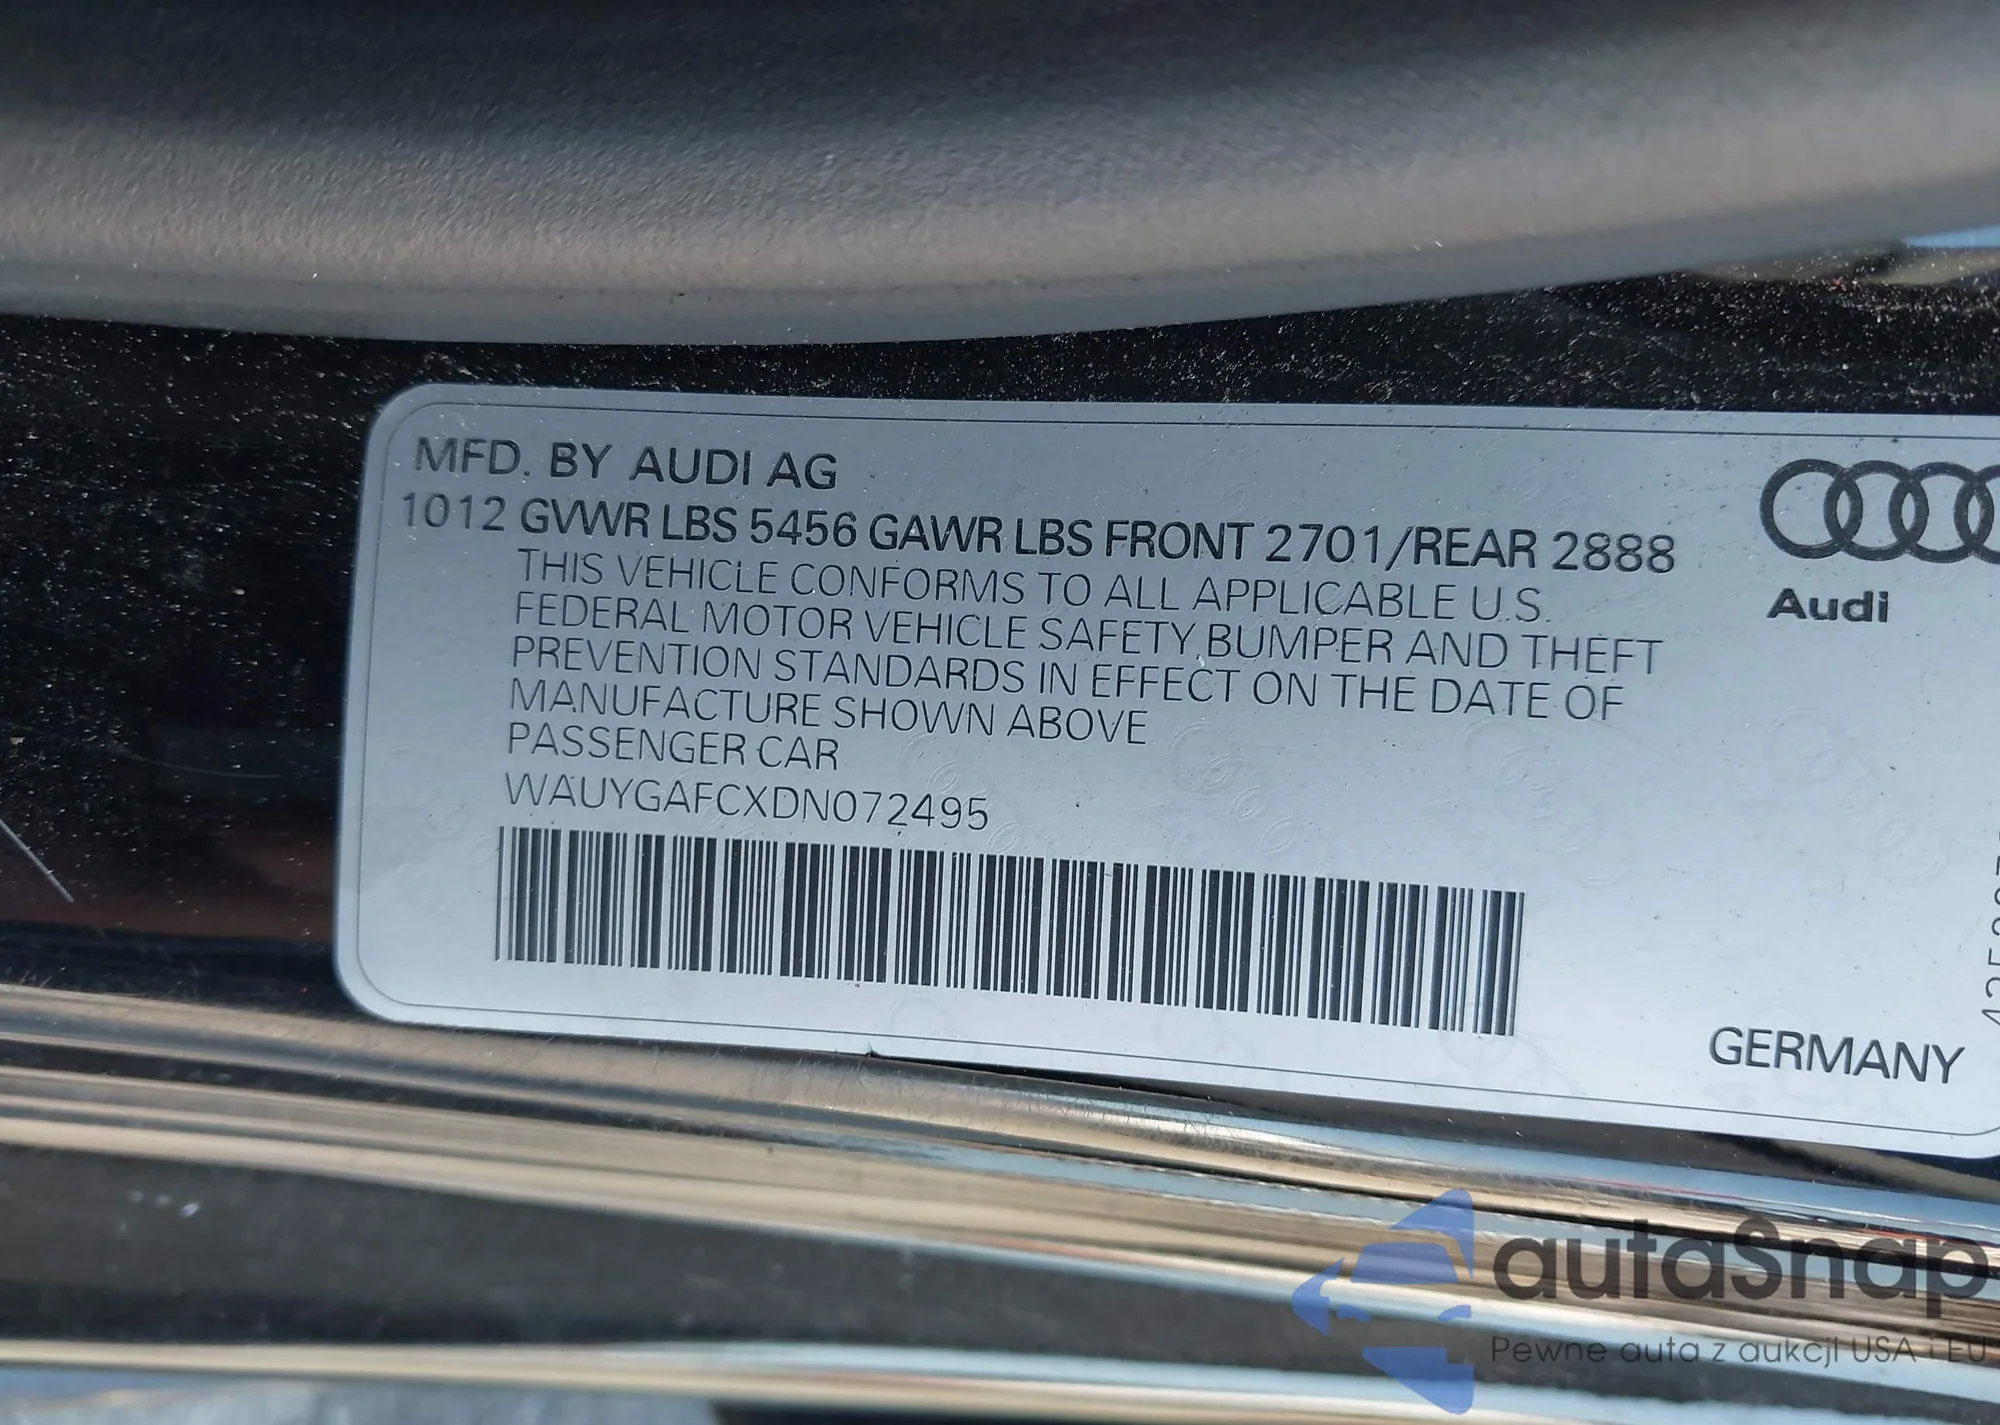 MFD. BY AUDI AG
1012 GVWR LBS 5456 GAWR LBS FRONT 2701/REAR 2888
THIS VEHICLE CONFORMS TO ALL APPLICABLE U.S.
FEDERAL MOTOR VEHICLE SAFETY,BUMPER AND THEFT
PREVENTION STANDARDS IN EFFECT ON THE DATE OF
MANUFACTURE SHOWN ABOVE
PASSENGER CAR
WAUYGAFCXDN072495
Audi
GERMANY
autaSnap
Pewne auta z aukcji USA i EU